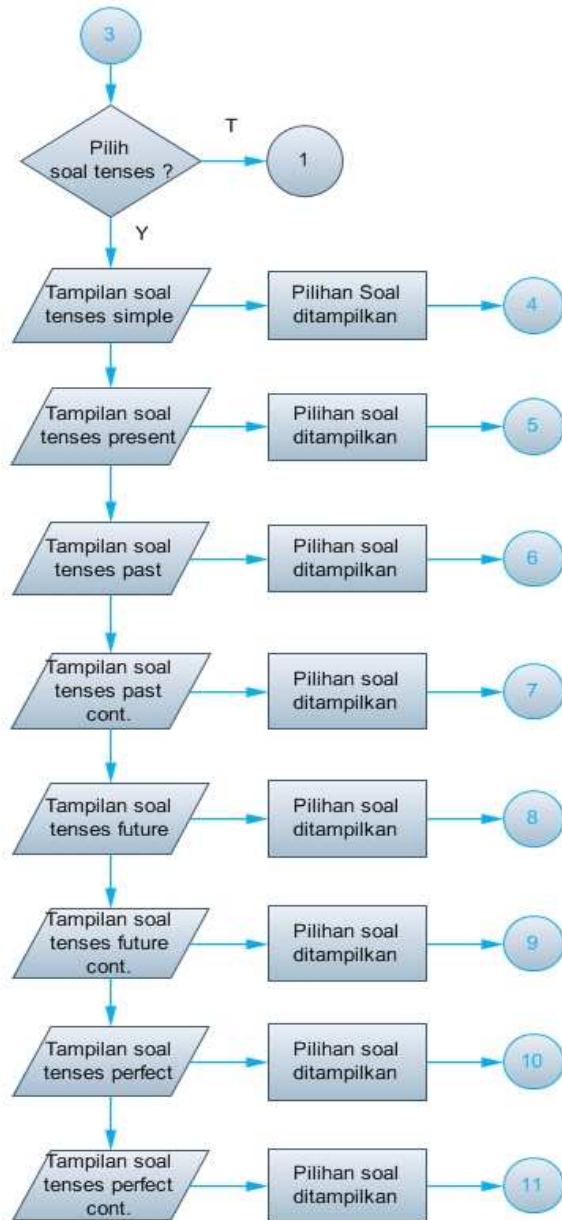 3
Pilih
soal tenses ?
T
1
Y
Tampilan soal
tenses simple
Pilihan Soal
ditampilkan
4
Tampilan soal
tenses present
Pilihan soal
ditampilkan
5
Tampilan soal
tenses past
Pilihan soal
ditampilkan
6
Tampilan soal
tenses past
cont.
Pilihan soal
ditampilkan
7
Tampilan soal
tenses future
Pilihan soal
ditampilkan
8
Tampilan soal
tenses future
cont.
Pilihan soal
ditampilkan
9
Tampilan soal
tenses perfect
Pilihan soal
ditampilkan
10
Tampilan soal
tenses perfect
cont.
Pilihan soal
ditampilkan
11